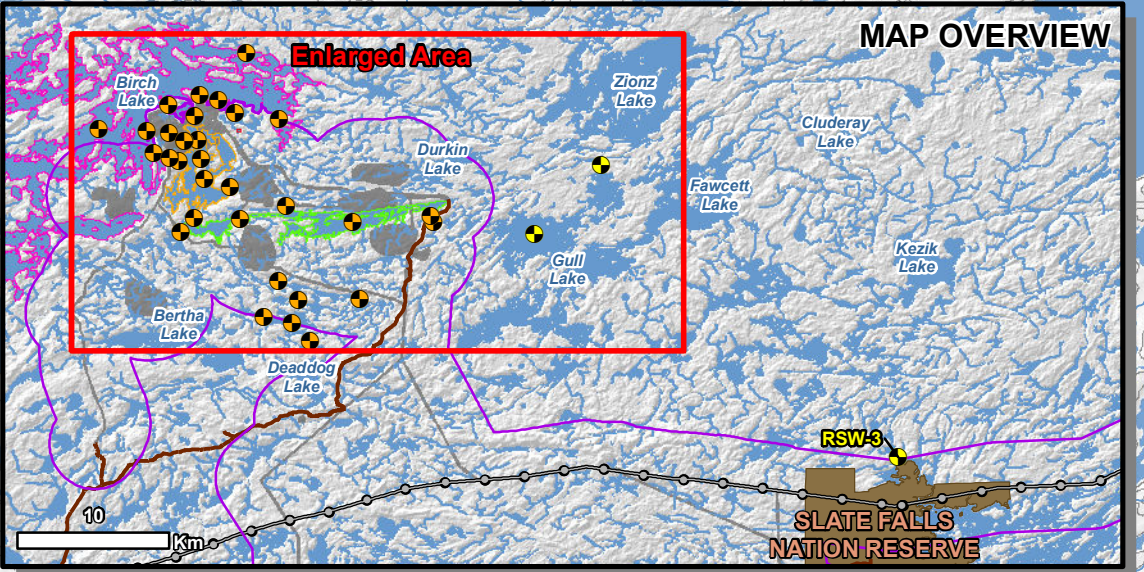 MAP OVERVIEW
Enlarged Area
Birch
Lake
Zionz
Lake
Cluderay
Lake
Durkin
Lake
Fawcett
Lake
Kezik
Lake
Gull
Lake
Bertha
Lake
Deaddog
Lake
RSW-3
10
Km
SLATE FALLS
NATION RESERVE